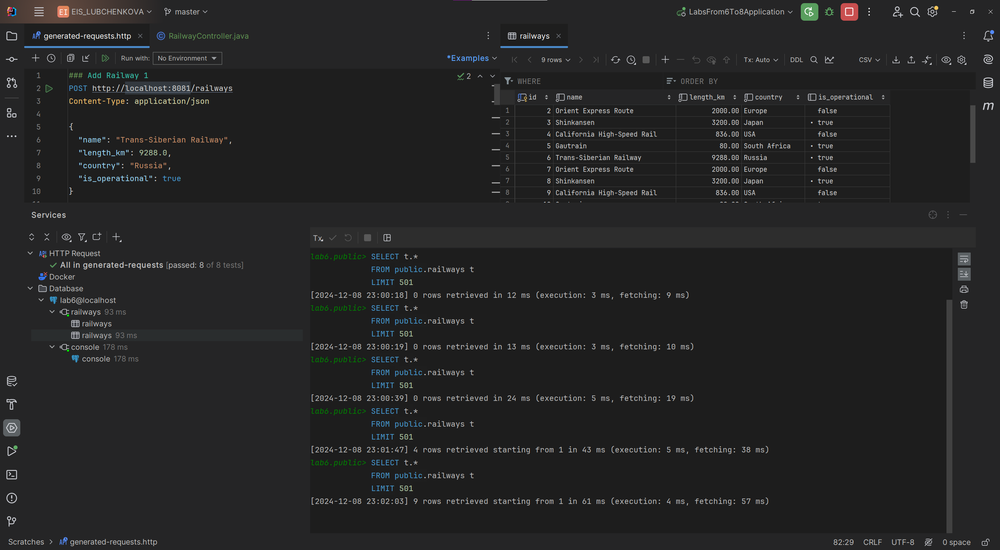 EI EIS_LUBCHENKOVA master LabsFrom6To8Application
generated-requests.http RailwayController.java
Run with: No Environment *Examples
1 ### Add Railway 1
2 2
2 POST http://localhost:8081/railways
3 Content-Type: application/json
4
5 {
6 "name": "Trans-Siberian Railway",
7 "length_km": 9288.0,
8 "country": "Russia",
9 "is_operational": true
10 }
railways
9 rows Tx: Auto DDL CSV
WHERE ORDER BY
id name length_km country is_operational
1 2 Orient Express Route 2000.00 Europe false
2 3 Shinkansen 3200.00 Japan • true
3 4 California High-Speed Rail 836.00 USA false
4 5 Gautrain 80.00 South Africa • true
5 6 Trans-Siberian Railway 9288.00 Russia • true
6 7 Orient Express Route 2000.00 Europe false
7 8 Shinkansen 3200.00 Japan • true
8 9 California High-Speed Rail 836.00 USA false
m
Services
HTTP Request
All in generated-requests [passed: 8 of 8 tests]
Docker
Database
lab6@localhost
railways 93 ms
railways
railways 93 ms
console 178 ms
console 178 ms
Tx
lab6.public> SELECT t.*
FROM public.railways t
LIMIT 501
[2024-12-08 23:00:18] 0 rows retrieved in 12 ms (execution: 3 ms, fetching: 9 ms)
lab6.public> SELECT t.*
FROM public.railways t
LIMIT 501
[2024-12-08 23:00:19] 0 rows retrieved in 13 ms (execution: 3 ms, fetching: 10 ms)
lab6.public> SELECT t.*
FROM public.railways t
LIMIT 501
[2024-12-08 23:00:39] 0 rows retrieved in 24 ms (execution: 5 ms, fetching: 19 ms)
lab6.public> SELECT t.*
FROM public.railways t
LIMIT 501
[2024-12-08 23:01:47] 4 rows retrieved starting from 1 in 43 ms (execution: 5 ms, fetching: 38 ms)
lab6.public> SELECT t.*
FROM public.railways t
LIMIT 501
[2024-12-08 23:02:03] 9 rows retrieved starting from 1 in 61 ms (execution: 4 ms, fetching: 57 ms)
Scratches > generated-requests.http 82:29 CRLF UTF-8 0 space